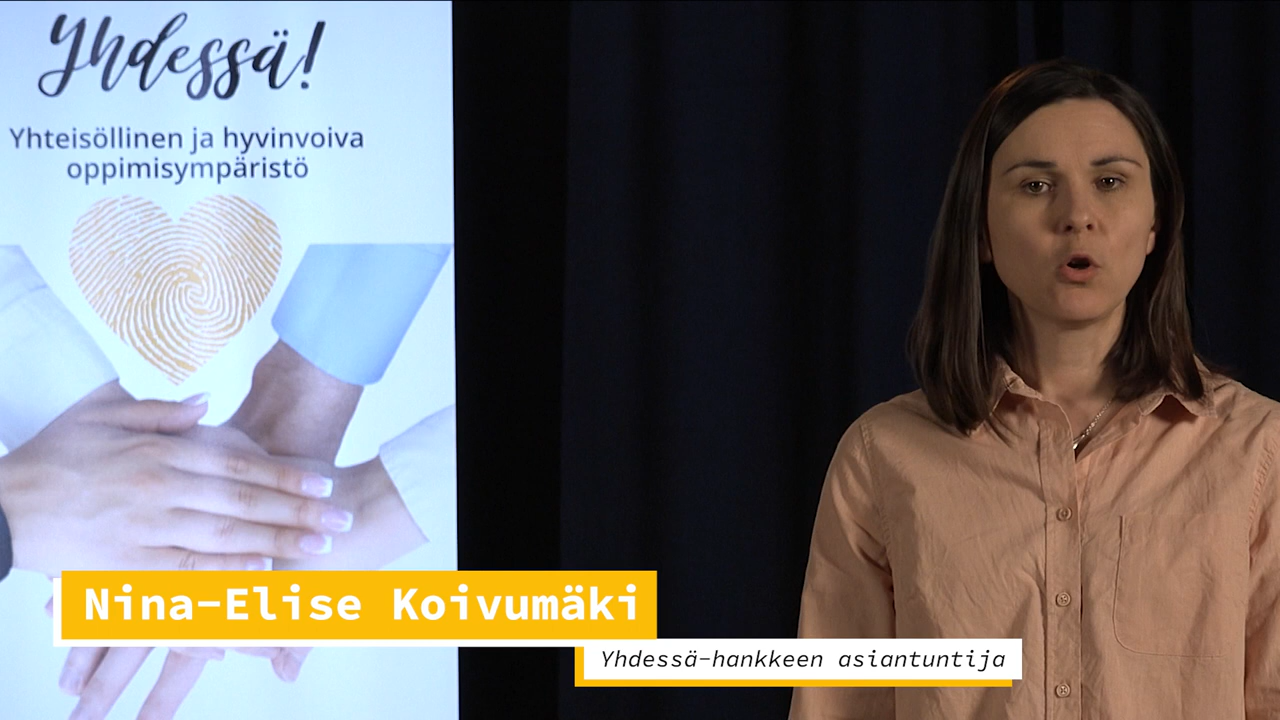 Yhdessä!
Yhteisöllinen ja hyvinvoiva
oppimisympäristö
Nina-Elise Koivumäki
Yhdessä-hankkeen asiantuntija